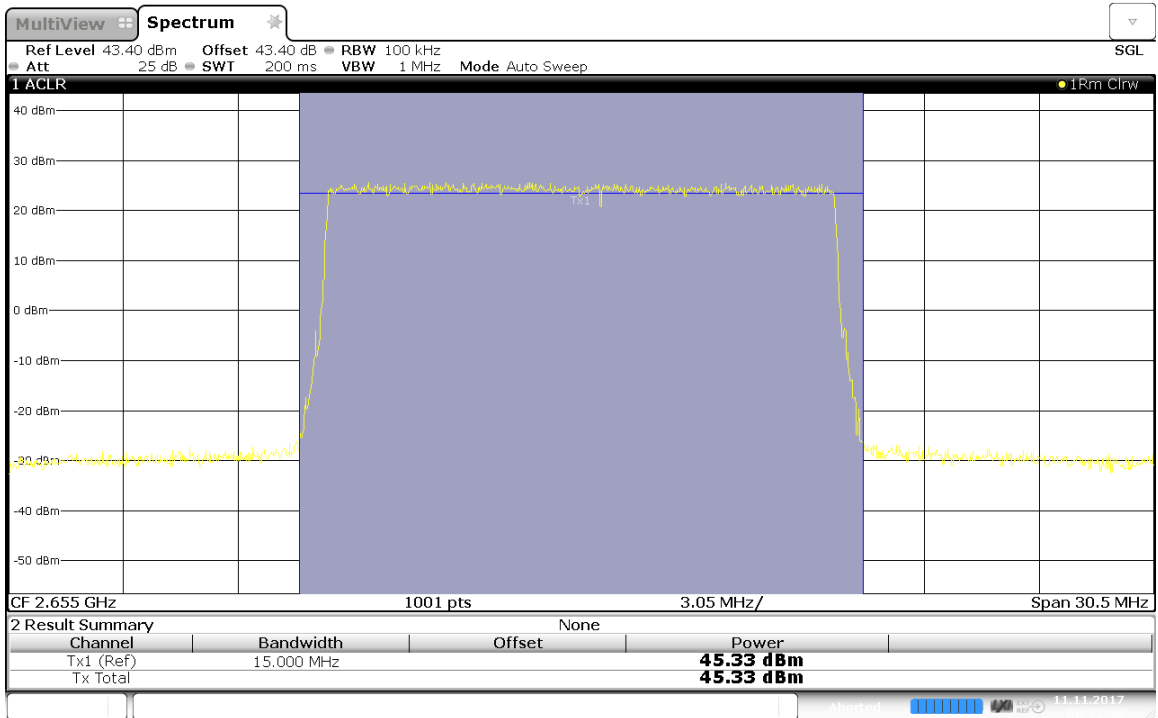 MultiView Spectrum
Ref Level 43.40 dBm Offset 43.40 dB RBW 100 kHz SGL
Att 25 dB SWT 200 ms VBW 1 MHz Mode Auto Sweep
1 ACLR 1Rm Clrw
40 dBm
30 dBm
20 dBm
Tx1
10 dBm
0 dBm
-10 dBm
-20 dBm
-30 dBm
-40 dBm
-50 dBm
CF 2.655 GHz 1001 pts 3.05 MHz/ Span 30.5 MHz
2 Result Summary None
Channel Bandwidth Offset Power
Tx1 (Ref) 15.000 MHz 45.33 dBm
Tx Total 45.33 dBm
Aborted 11.11.2017